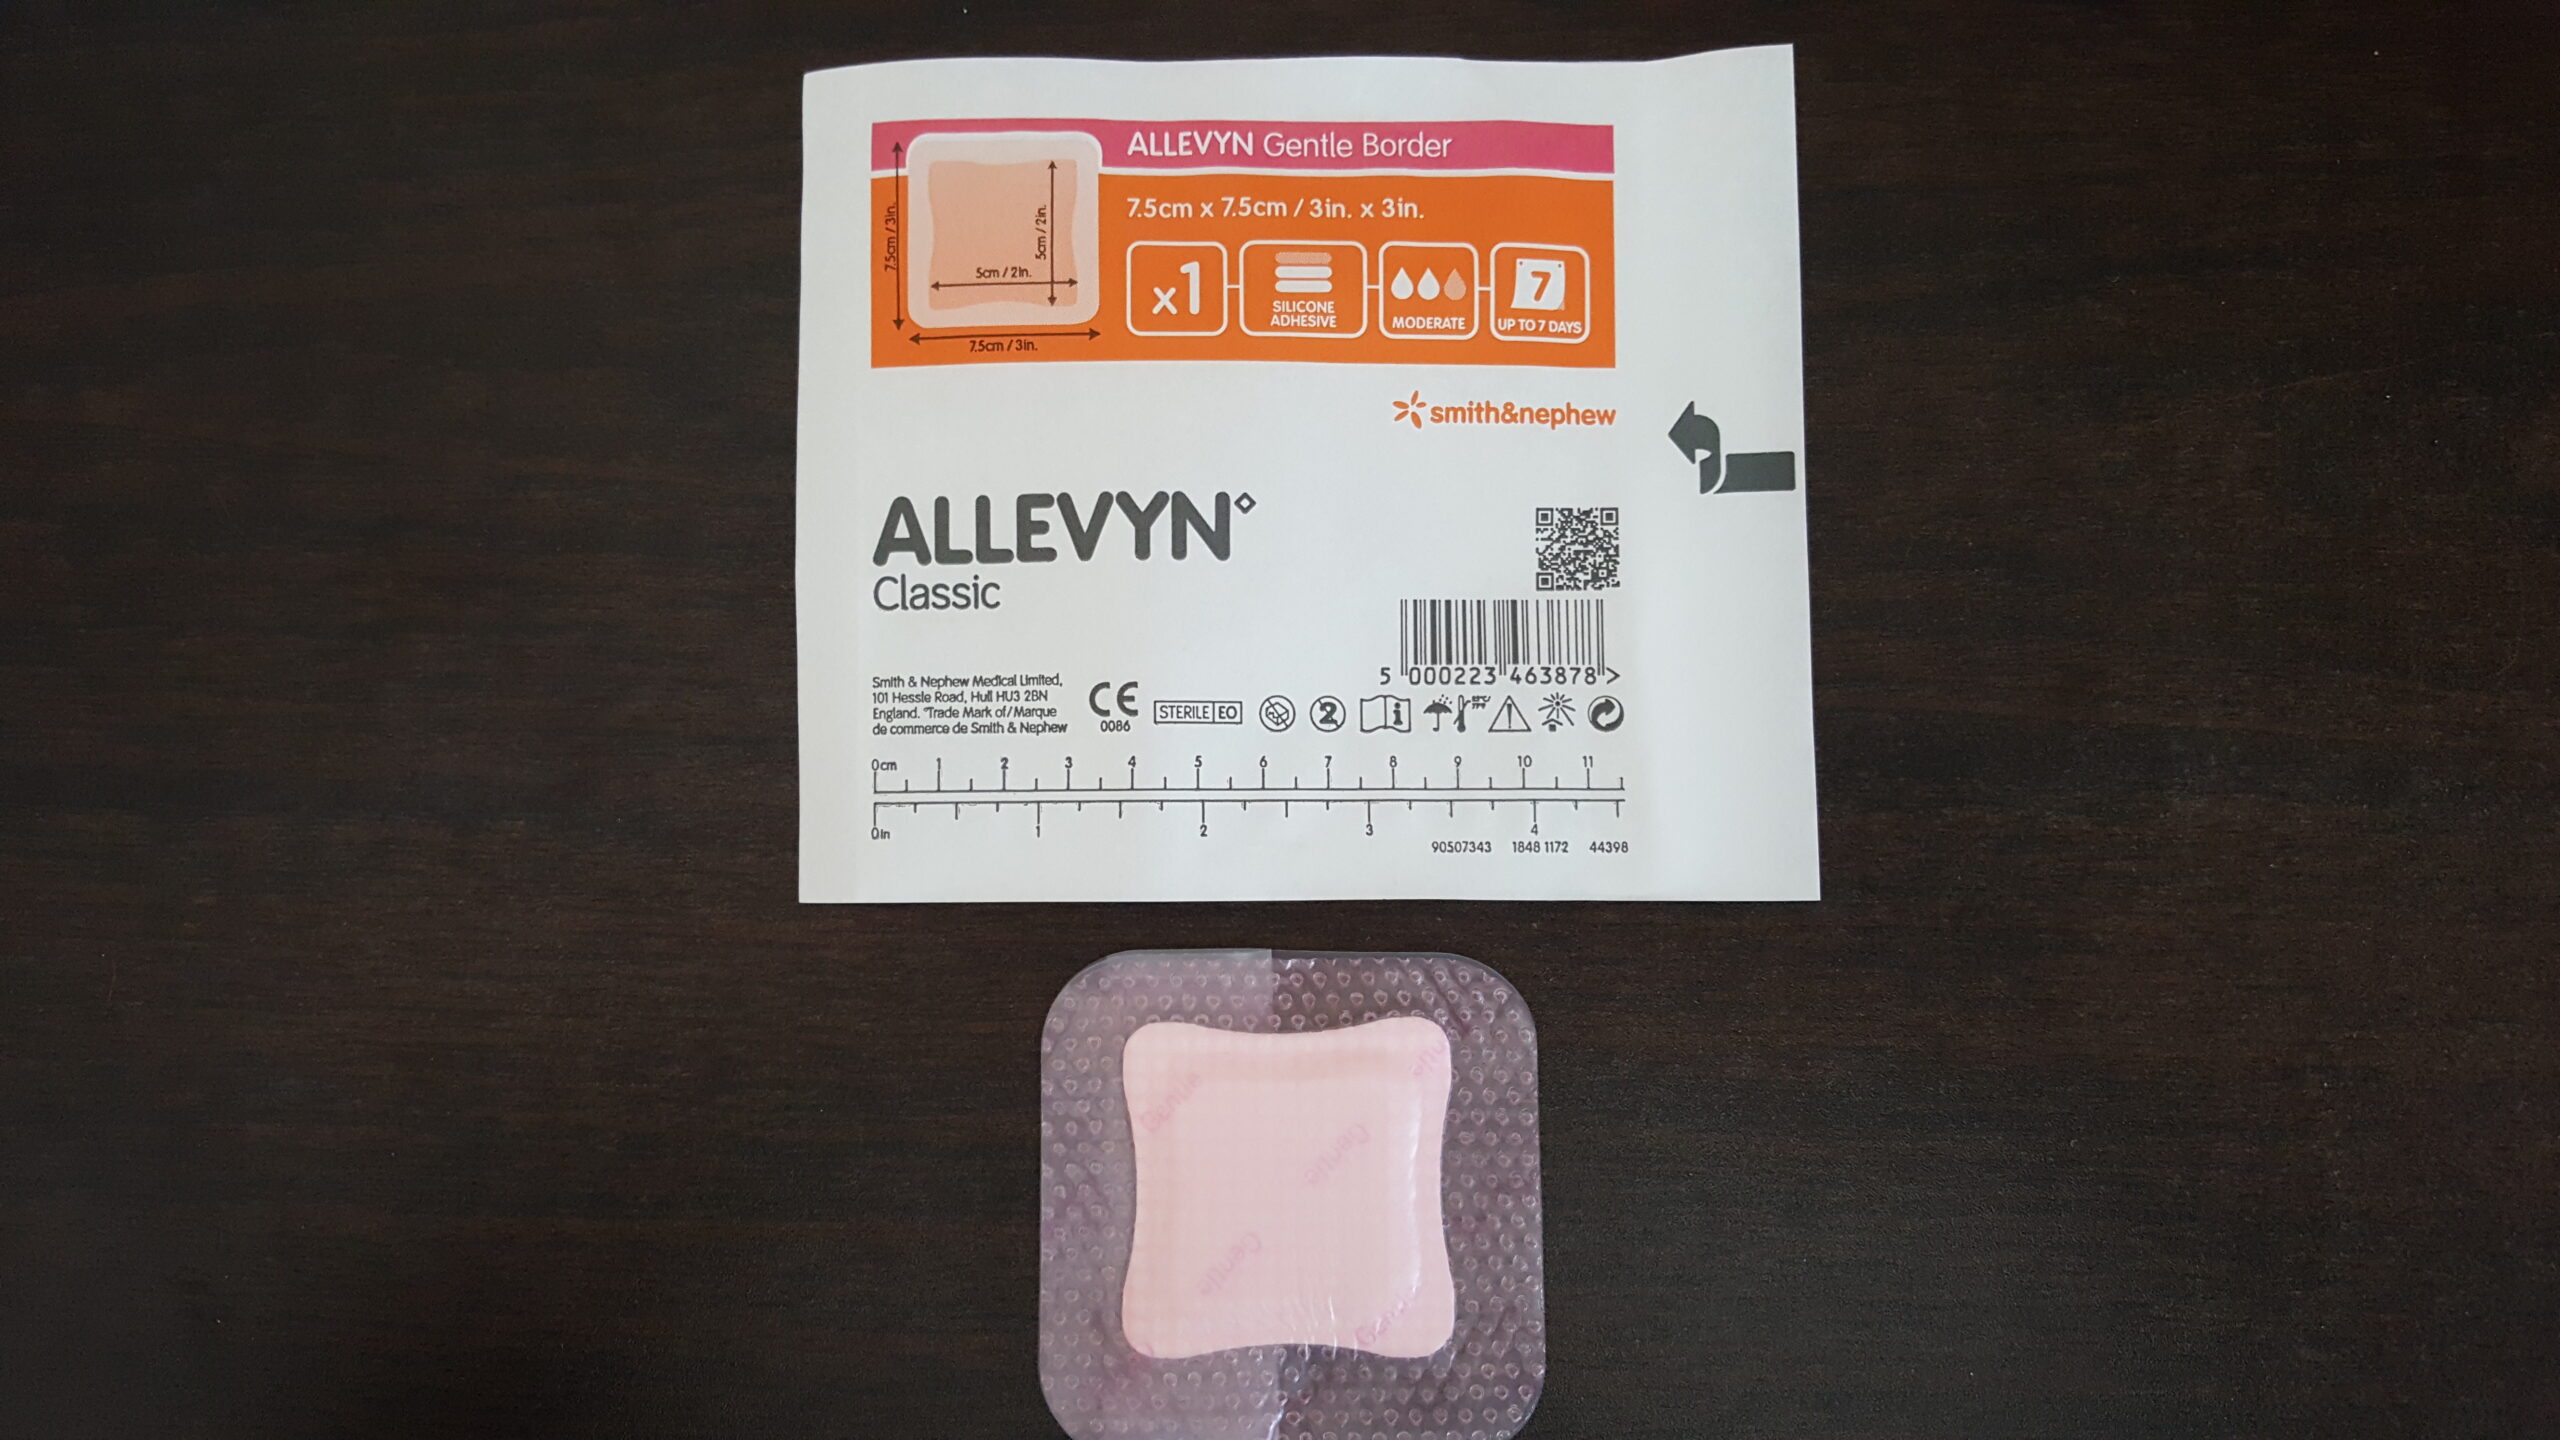 ALLEVYN Gentle Border
7.5cm x 7.5cm / 3in. x 3in.
7.5cm / 3in.
5cm / 2in.
5cm / 2in.
7.5cm / 3in.
x1
SILICONE
ADHESIVE
MODERATE
7
UP TO 7 DAYS
smith&nephew
ALLEVYN◇
Classic
5 000223 463878 >
Smith & Nephew Medical Limited,
101 Hessle Road, Hull HU3 2BN
England. ◇Trade Mark of/Marque
de commerce de Smith & Nephew
CE
0086
STERILE EO
2
i
0cm 1 2 3 4 5 6 7 8 9 10 11
0in 1 2 3 4
90507343 1848 1172 44398
Gentle
Gentle
Gentle